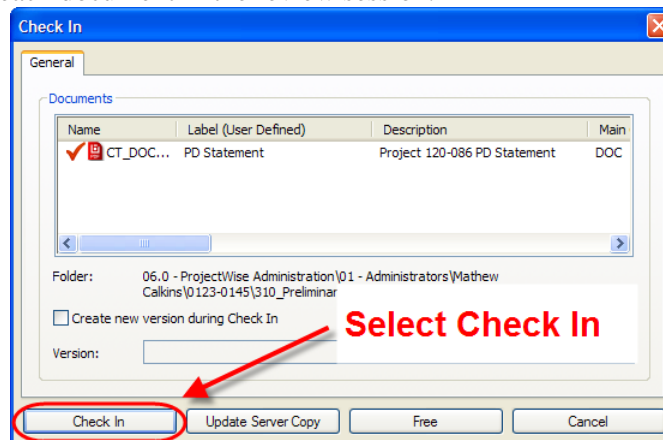 Check In
General
Documents
Name Label (User Defined) Description Main
CT_DOC... PD Statement Project 120-086 PD Statement DOC
Folder: 06.0 - ProjectWise Administration\01 - Administrators\Mathew
Calkins\0123-0145\310_Preliminar
Create new version during Check In
Select Check In
Version:
Check In Update Server Copy Free Cancel